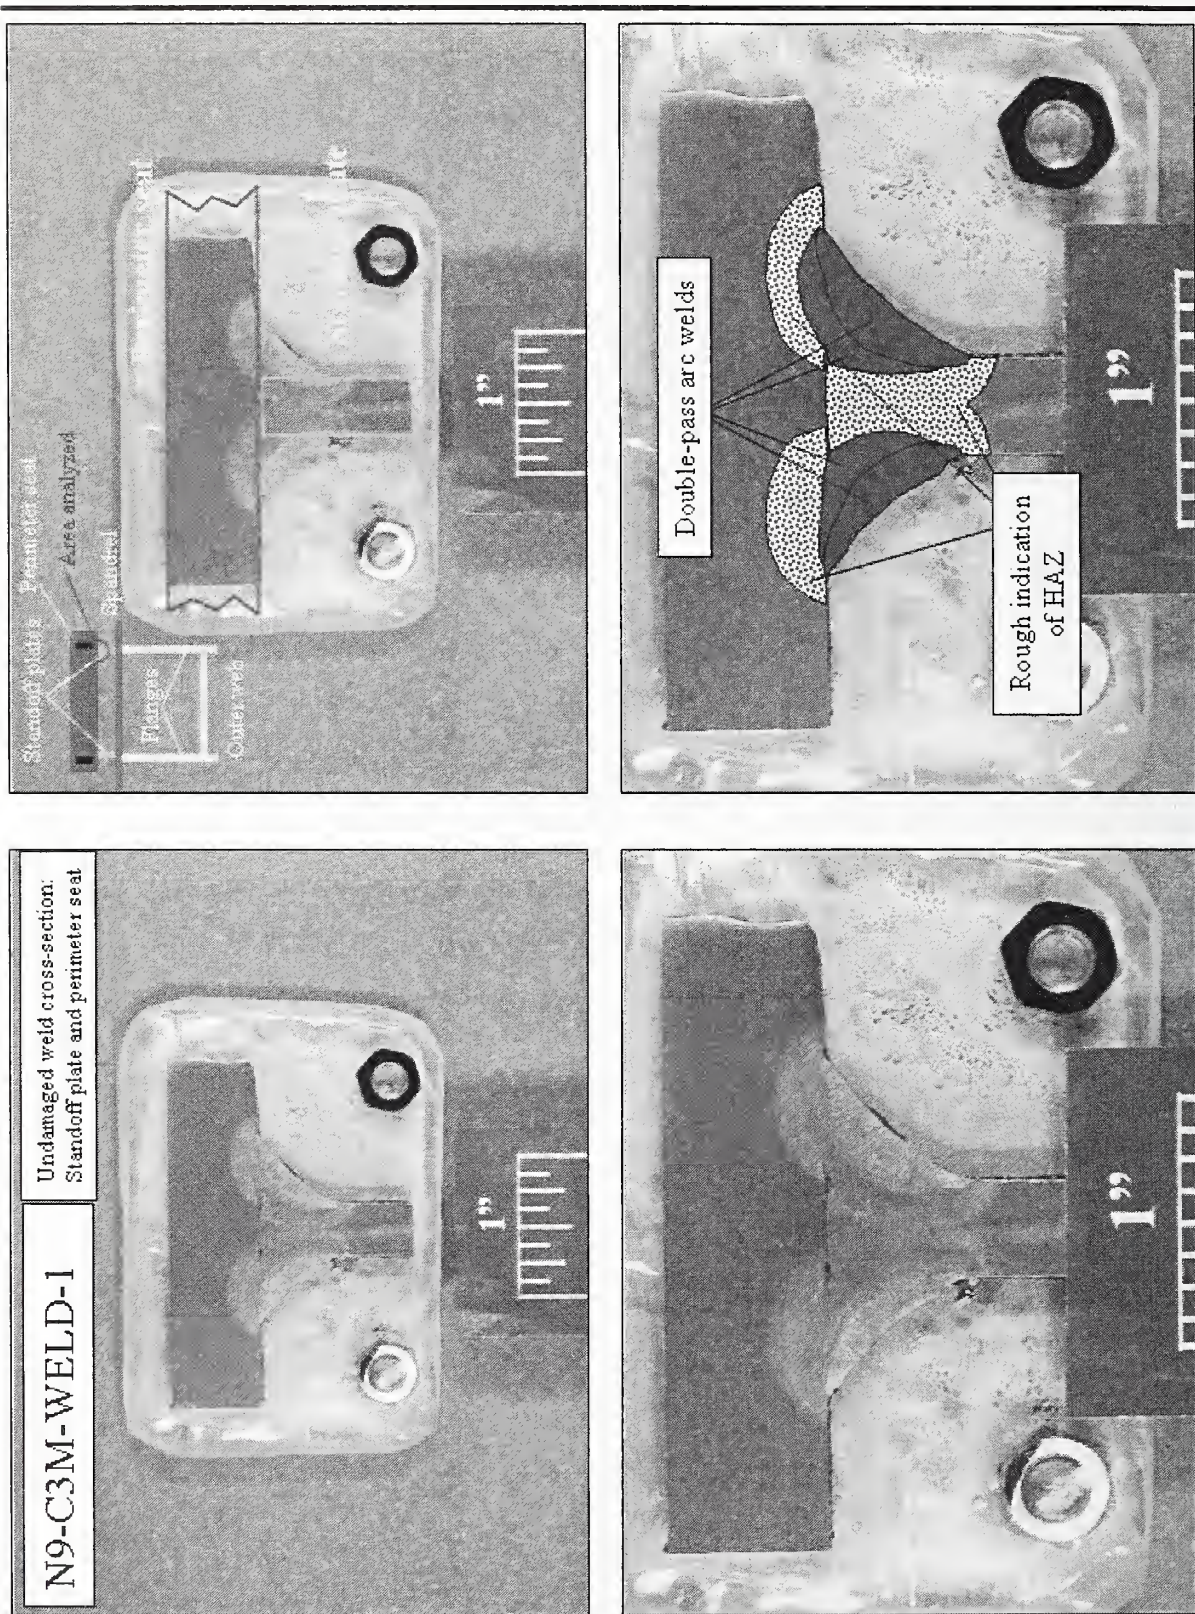 N9-C3M-WELD-1
Undamaged weld cross-section:
Standoff plate and perimeter seat
1”
Standoff plates
Perimeter seat
Area analyzed
Spandrel
Flanges
Outer web
1”
1”
Double-pass arc welds
Rough indication
of HAZ
1”